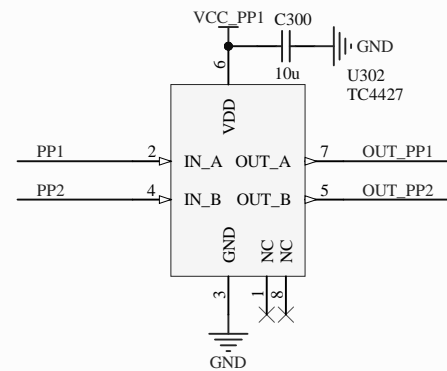 VCC_PP1
C300
GND
10u
U302
TC4427
6
VDD
PP1
2
IN_A
OUT_A
7
OUT_PP1
PP2
4
IN_B
OUT_B
5
OUT_PP2
GND
NC
NC
3
1
8
GND